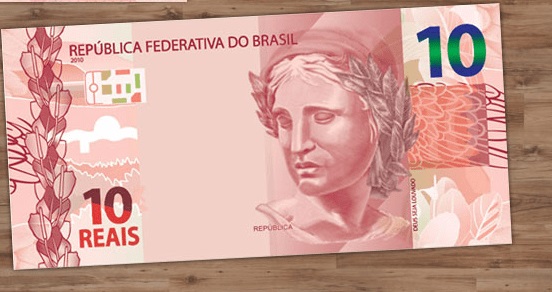 REPÚBLICA FEDERATIVA DO BRASIL
2010
10
10
REAIS
REPÚBLICA
DEUS SEJA LOUVADO